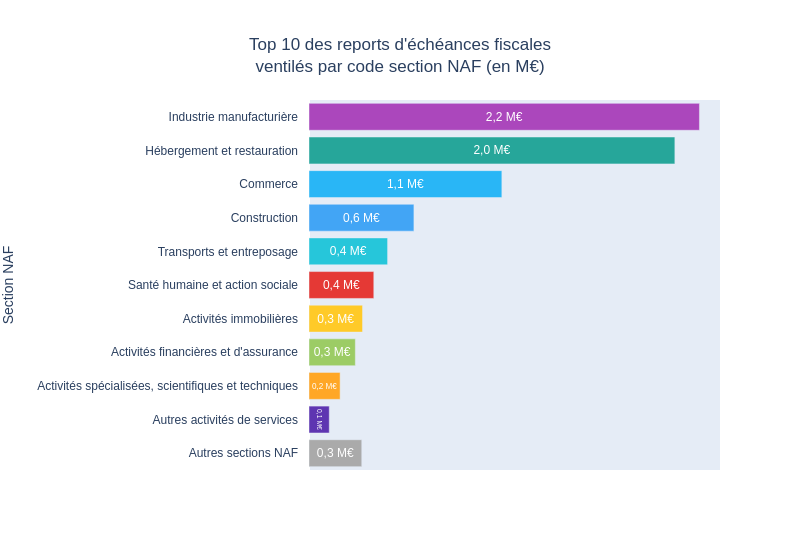 Top 10 des reports d'échéances fiscales
ventilés par code section NAF (en M€)
Section NAF
Industrie manufacturière 2,2 M€
Hébergement et restauration 2,0 M€
Commerce 1,1 M€
Construction 0,6 M€
Transports et entreposage 0,4 M€
Santé humaine et action sociale 0,4 M€
Activités immobilières 0,3 M€
Activités financières et d'assurance 0,3 M€
Activités spécialisées, scientifiques et techniques 0,2 M€
Autres activités de services 0,1 M€
Autres sections NAF 0,3 M€